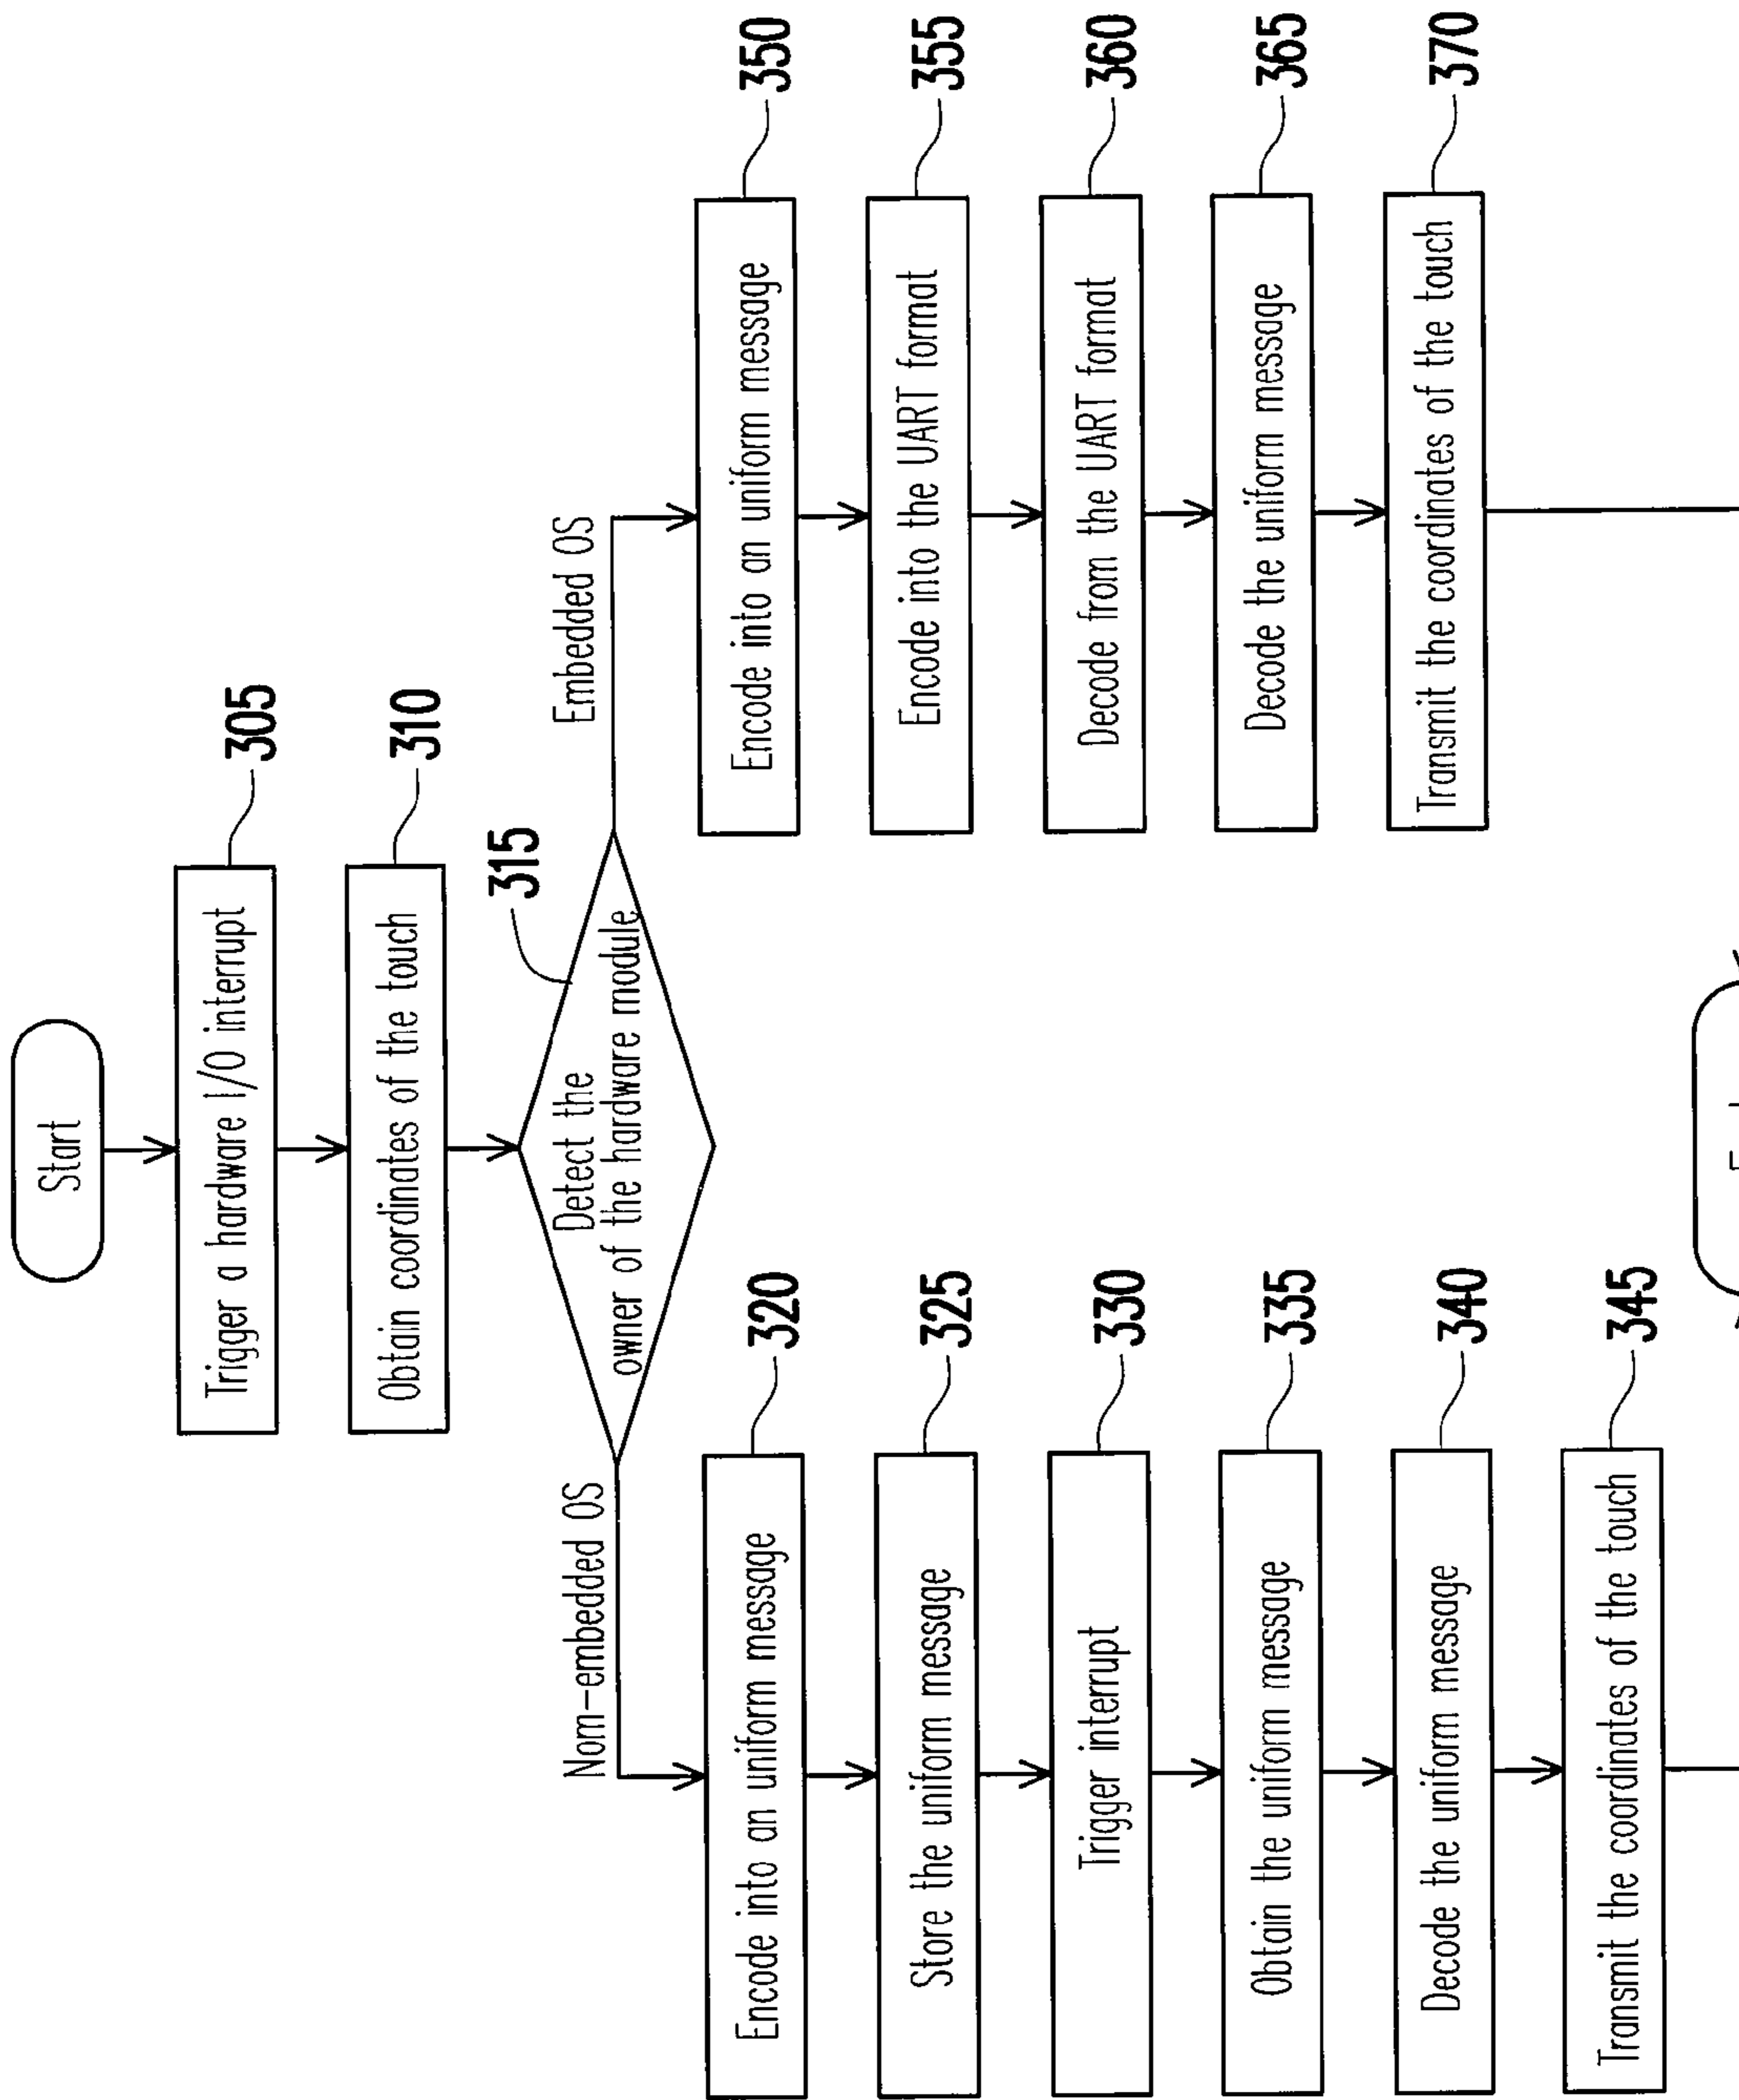 Start
Trigger a hardware I/O interrupt
305
Obtain coordinates of the touch
310
Detect the
owner of the hardware module
315
Nom-embedded OS
Embedded OS
Encode into an uniform message
320
Store the uniform message
325
Trigger interrupt
330
Obtain the uniform message
335
Decode the uniform message
340
Transmit the coordinates of the touch
345
Encode into an uniform message
350
Encode into the UART format
355
Decode from the UART format
360
Decode the uniform message
365
Transmit the coordinates of the touch
370